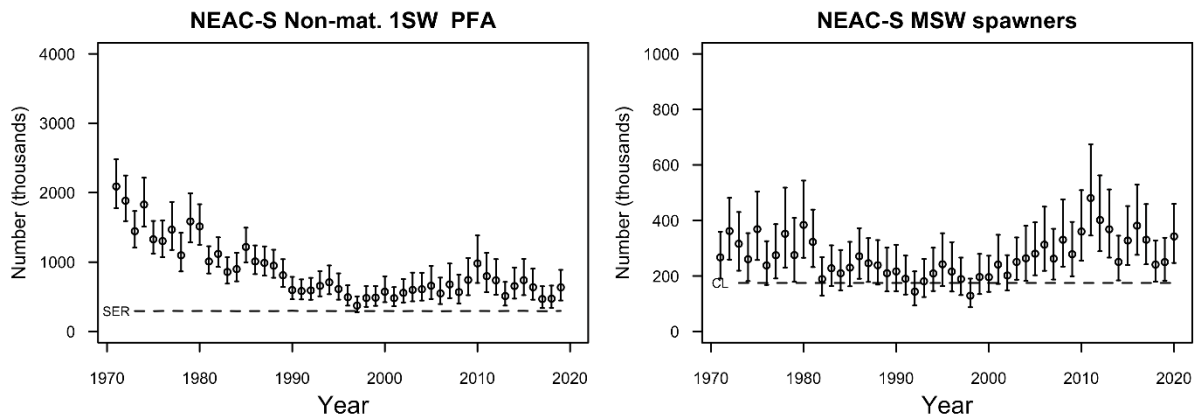 NEAC-S Non-mat. 1SW PFA
Number (thousands)
4000
3000
2000
1000
0
SER
1970
1980
1990
2000
2010
2020
Year
NEAC-S MSW spawners
Number (thousands)
1000
800
600
400
200
0
CL
1970
1980
1990
2000
2010
2020
Year